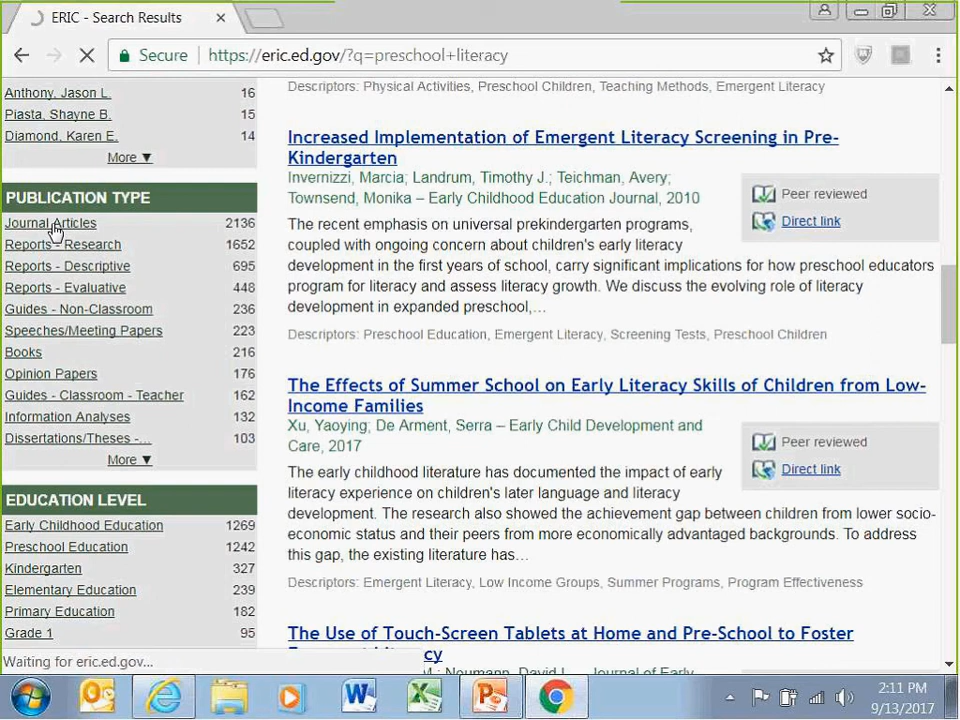 ERIC - Search Results
Secure
https://eric.ed.gov/?q=preschool+literacy
Anthony, Jason L. 16
Piasta, Shayne B. 15
Diamond, Karen E. 14
More ▼
PUBLICATION TYPE
Journal Articles 2136
Reports - Research 1652
Reports - Descriptive 695
Reports - Evaluative 448
Guides - Non-Classroom 236
Speeches/Meeting Papers 223
Books 216
Opinion Papers 176
Guides - Classroom - Teacher 162
Information Analyses 132
Dissertations/Theses -... 103
More ▼
EDUCATION LEVEL
Early Childhood Education 1269
Preschool Education 1242
Kindergarten 327
Elementary Education 239
Primary Education 182
Grade 1 95
Waiting for eric.ed.gov...
Descriptors: Physical Activities, Preschool Children, Teaching Methods, Emergent Literacy
Increased Implementation of Emergent Literacy Screening in Pre-
Kindergarten
Invernizzi, Marcia; Landrum, Timothy J.; Teichman, Avery;
Townsend, Monika – Early Childhood Education Journal, 2010
Peer reviewed
Direct link
The recent emphasis on universal prekindergarten programs,
coupled with ongoing concern about children's early literacy
development in the first years of school, carry significant implications for how preschool educators
program for literacy and assess literacy growth. We discuss the evolving role of literacy
development in expanded preschool,...
Descriptors: Preschool Education, Emergent Literacy, Screening Tests, Preschool Children
The Effects of Summer School on Early Literacy Skills of Children from Low-
Income Families
Xu, Yaoying; De Arment, Serra – Early Child Development and
Care, 2017
Peer reviewed
Direct link
The early childhood literature has documented the impact of early
literacy experience on children's later language and literacy
development. The research also showed the achievement gap between children from lower socio-
economic status and their peers from more economically advantaged backgrounds. To address
this gap, the existing literature has...
Descriptors: Emergent Literacy, Low Income Groups, Summer Programs, Program Effectiveness
The Use of Touch-Screen Tablets at Home and Pre-School to Foster
2:11 PM
9/13/2017